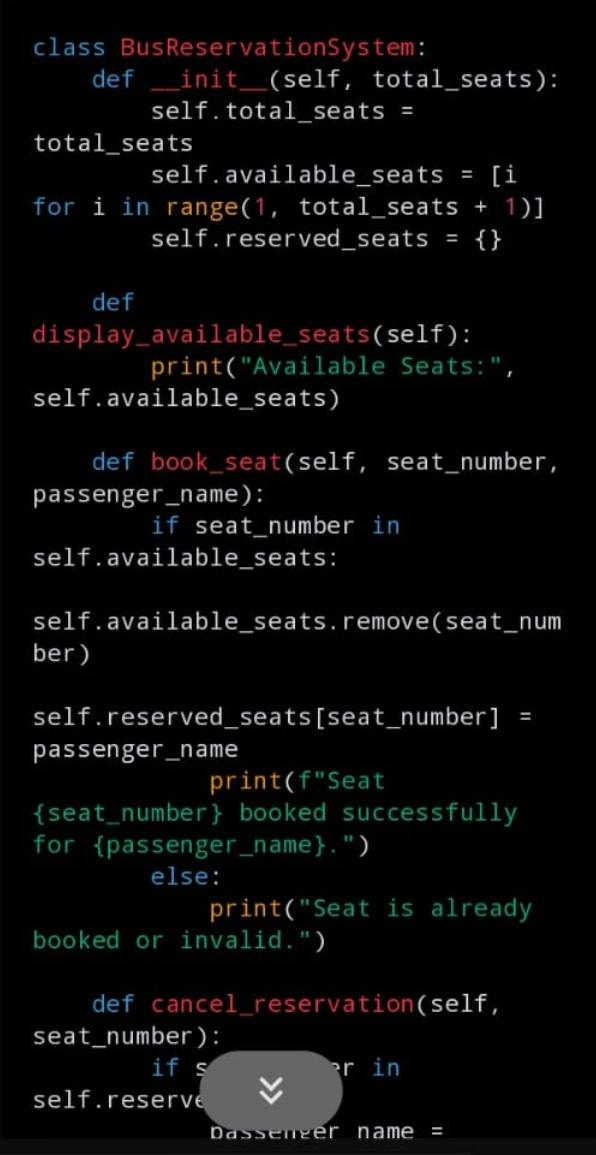 class BusReservationSystem:
    def __init__(self, total_seats):
        self.total_seats =
total_seats
        self.available_seats = [i
for i in range(1, total_seats + 1)]
        self.reserved_seats = {}
    def
display_available_seats(self):
        print("Available Seats:",
self.available_seats)
    def book_seat(self, seat_number,
passenger_name):
        if seat_number in
self.available_seats:
self.available_seats.remove(seat_num
ber)
self.reserved_seats[seat_number] =
passenger_name
            print(f"Seat
{seat_number} booked successfully
for {passenger_name}.")
        else:
            print("Seat is already
booked or invalid.")
    def cancel_reservation(self,
seat_number):
        if in
            passenger_name =